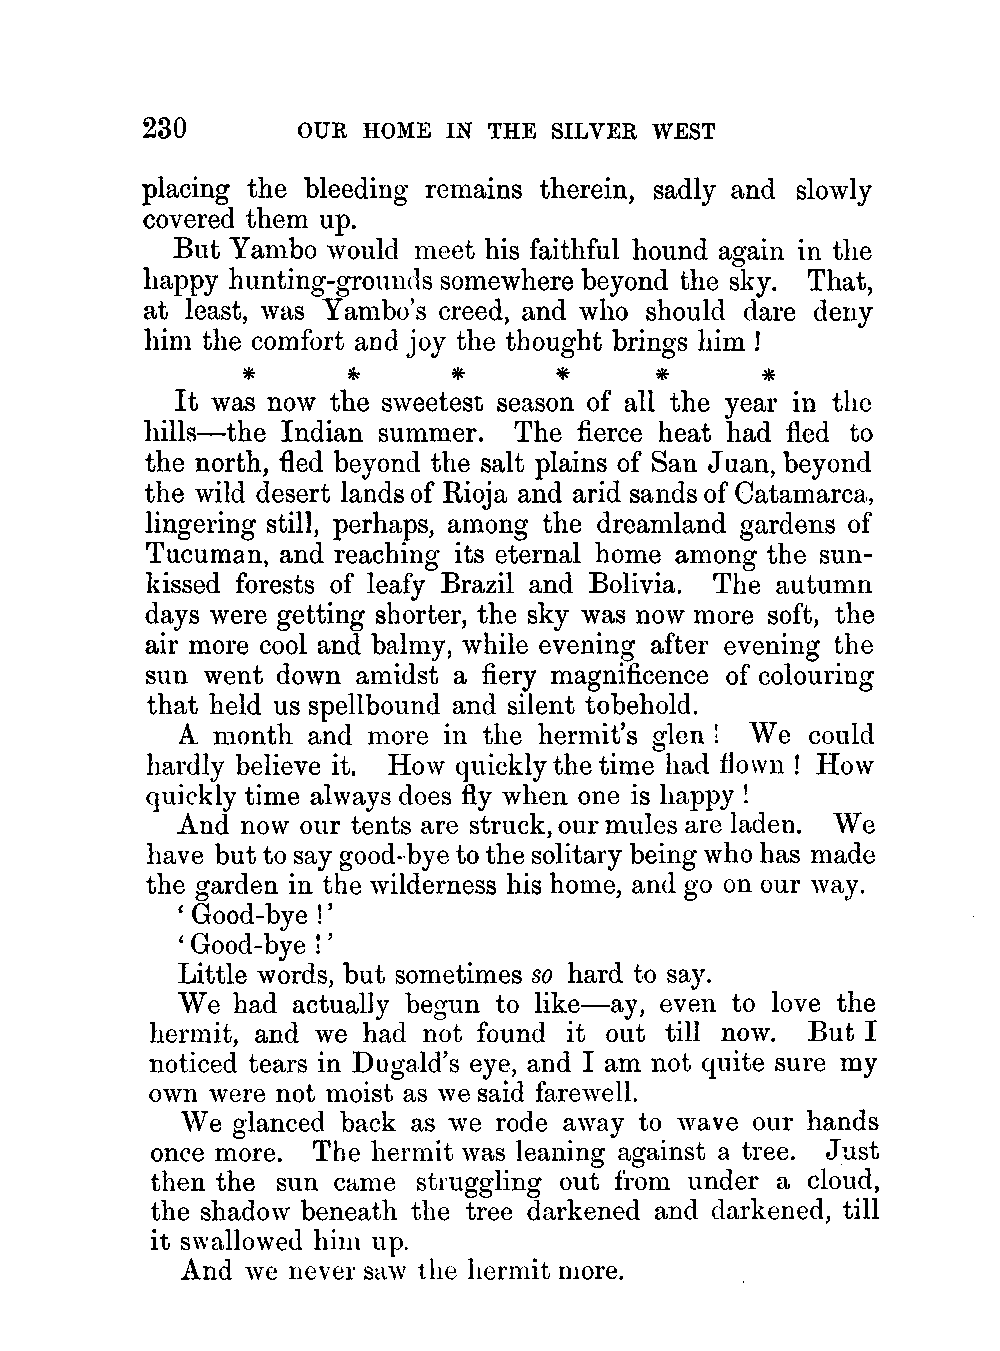 230 OUR HOME IN THE SILVER WEST
placing the bleeding remains therein, sadly and slowly
covered them up.
But Yambo would meet his faithful hound again in the
happy hunting-grounds somewhere beyond the sky. That,
at least, was Yambo's creed, and who should dare deny
him the comfort and joy the thought brings him !
* * * * * *
It was now the sweetest season of all the year in the
hills—the Indian summer. The fierce heat had fled to
the north, fled beyond the salt plains of San Juan, beyond
the wild desert lands of Rioja and arid sands of Catamarca,
lingering still, perhaps, among the dreamland gardens of
Tucuman, and reaching its eternal home among the sun-
kissed forests of leafy Brazil and Bolivia. The autumn
days were getting shorter, the sky was now more soft, the
air more cool and balmy, while evening after evening the
sun went down amidst a fiery magnificence of colouring
that held us spellbound and silent tobehold.
A month and more in the hermit's glen ! We could
hardly believe it. How quickly the time had flown ! How
quickly time always does fly when one is happy !
And now our tents are struck, our mules are laden. We
have but to say good-bye to the solitary being who has made
the garden in the wilderness his home, and go on our way.
‘ Good-bye !’
‘ Good-bye !’
Little words, but sometimes so hard to say.
We had actually begun to like—ay, even to love the
hermit, and we had not found it out till now. But I
noticed tears in Dugald's eye, and I am not quite sure my
own were not moist as we said farewell.
We glanced back as we rode away to wave our hands
once more. The hermit was leaning against a tree. Just
then the sun came struggling out from under a cloud,
the shadow beneath the tree darkened and darkened, till
it swallowed him up.
And we never saw the hermit more.